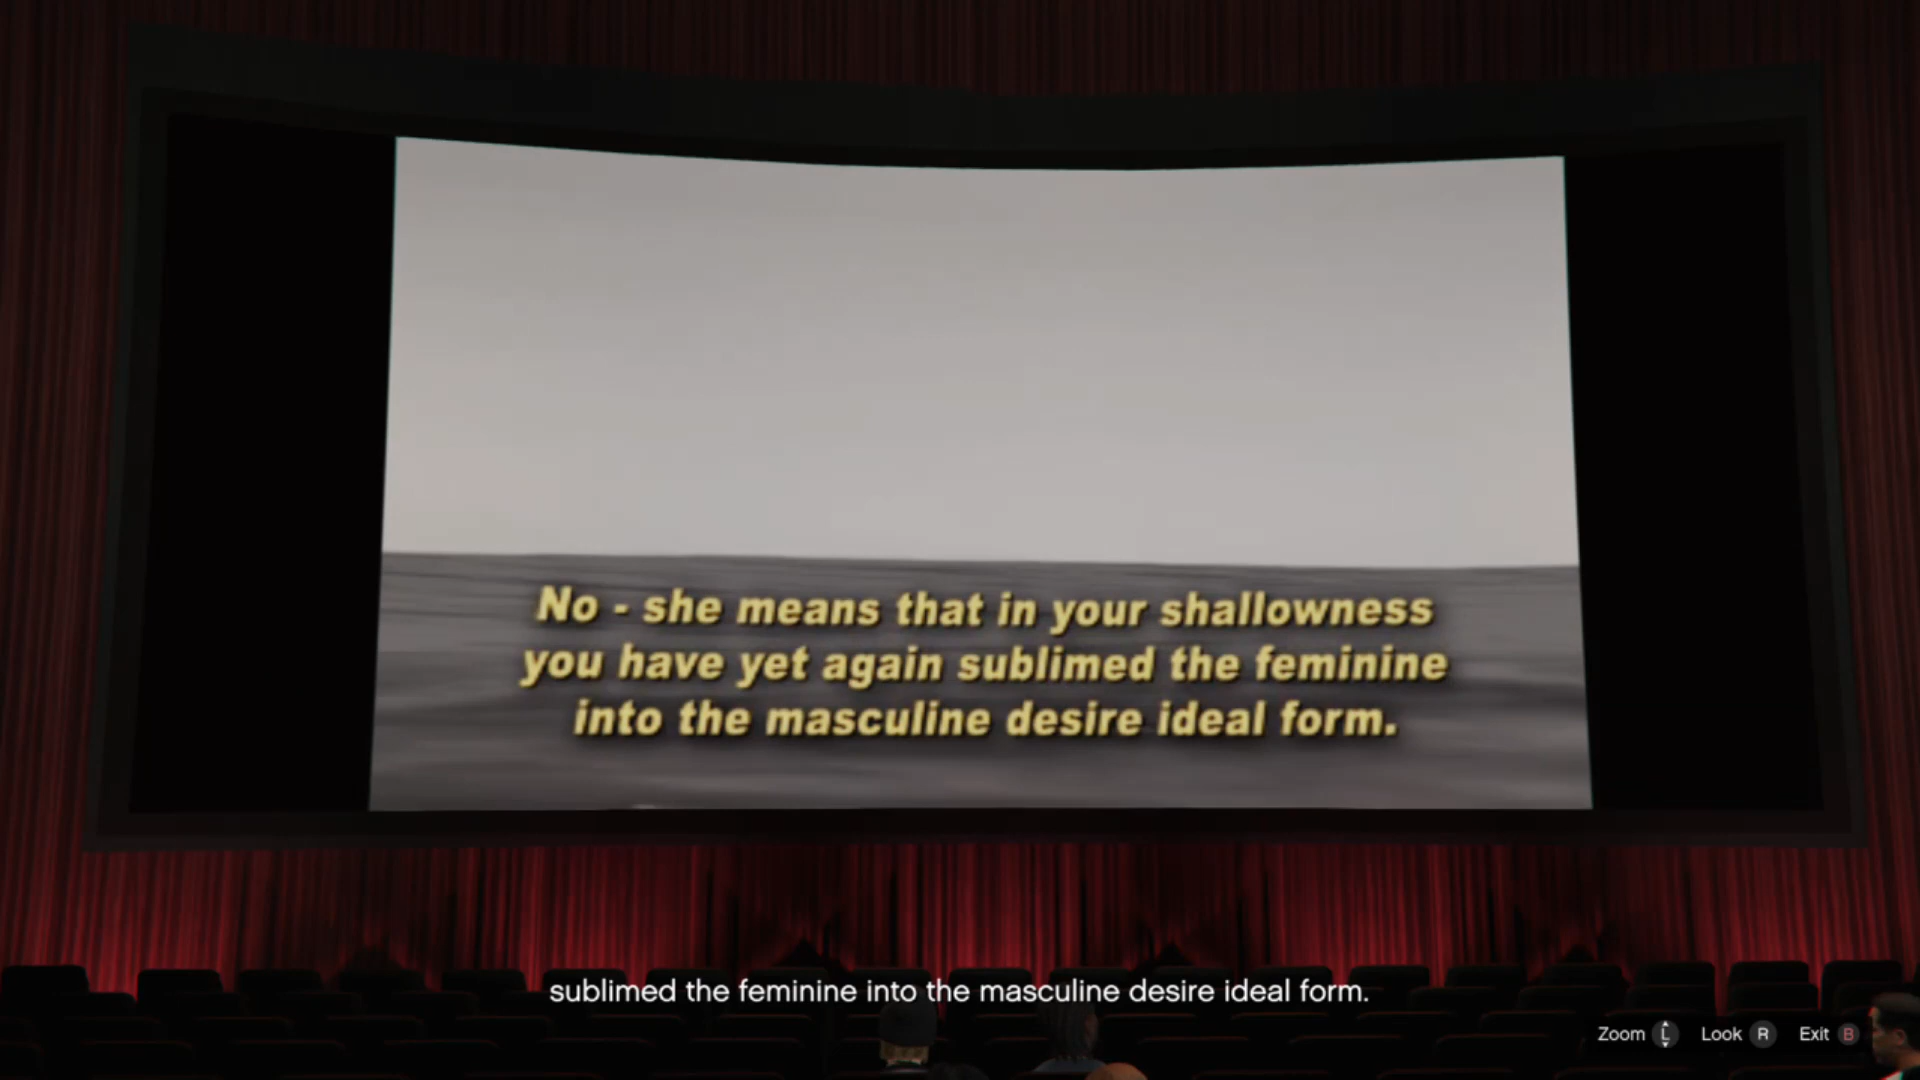 No - she means that in your shallowness
you have yet again sublimed the feminine
into the masculine desire ideal form.
sublimed the feminine into the masculine desire ideal form.
Zoom L Look R Exit B